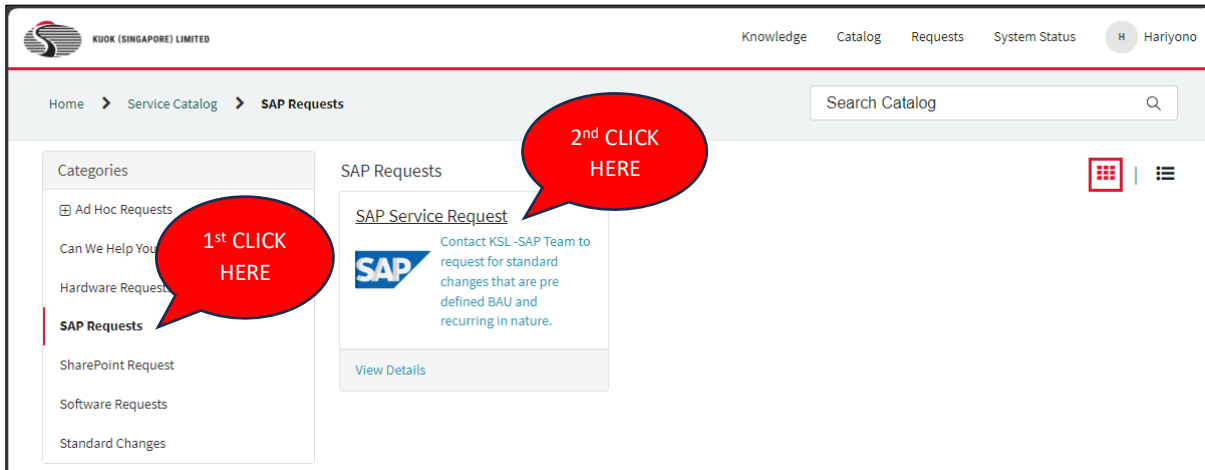 KUOK (SINGAPORE) LIMITED
Knowledge Catalog Requests System Status H Hariyono
Home > Service Catalog > SAP Requests
Search Catalog
Categories
Ad Hoc Requests
Can We Help You
Hardware Requests
SAP Requests
SharePoint Request
Software Requests
Standard Changes
1st CLICK
HERE
SAP Requests
2nd CLICK
HERE
SAP Service Request
SAP
Contact KSL -SAP Team to
request for standard
changes that are pre
defined BAU and
recurring in nature.
View Details